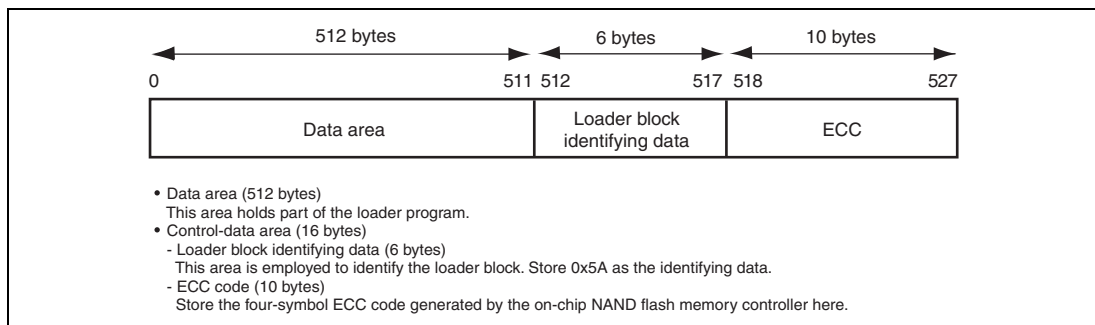 512 bytes 6 bytes 10 bytes
0 511 512 517 518 527
Data area
Loader block
identifying data
ECC
• Data area (512 bytes)
This area holds part of the loader program.
• Control-data area (16 bytes)
- Loader block identifying data (6 bytes)
This area is employed to identify the loader block. Store 0x5A as the identifying data.
- ECC code (10 bytes)
Store the four-symbol ECC code generated by the on-chip NAND flash memory controller here.